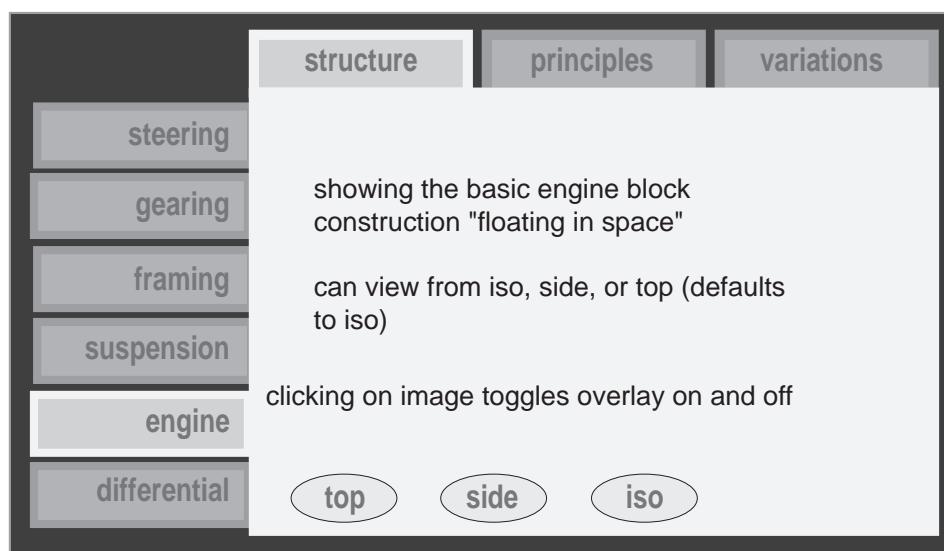 structure
principles
variations
steering
gearing
framing
suspension
engine
differential
showing the basic engine block
construction "floating in space"
can view from iso, side, or top (defaults
to iso)
clicking on image toggles overlay on and off
top
side
iso